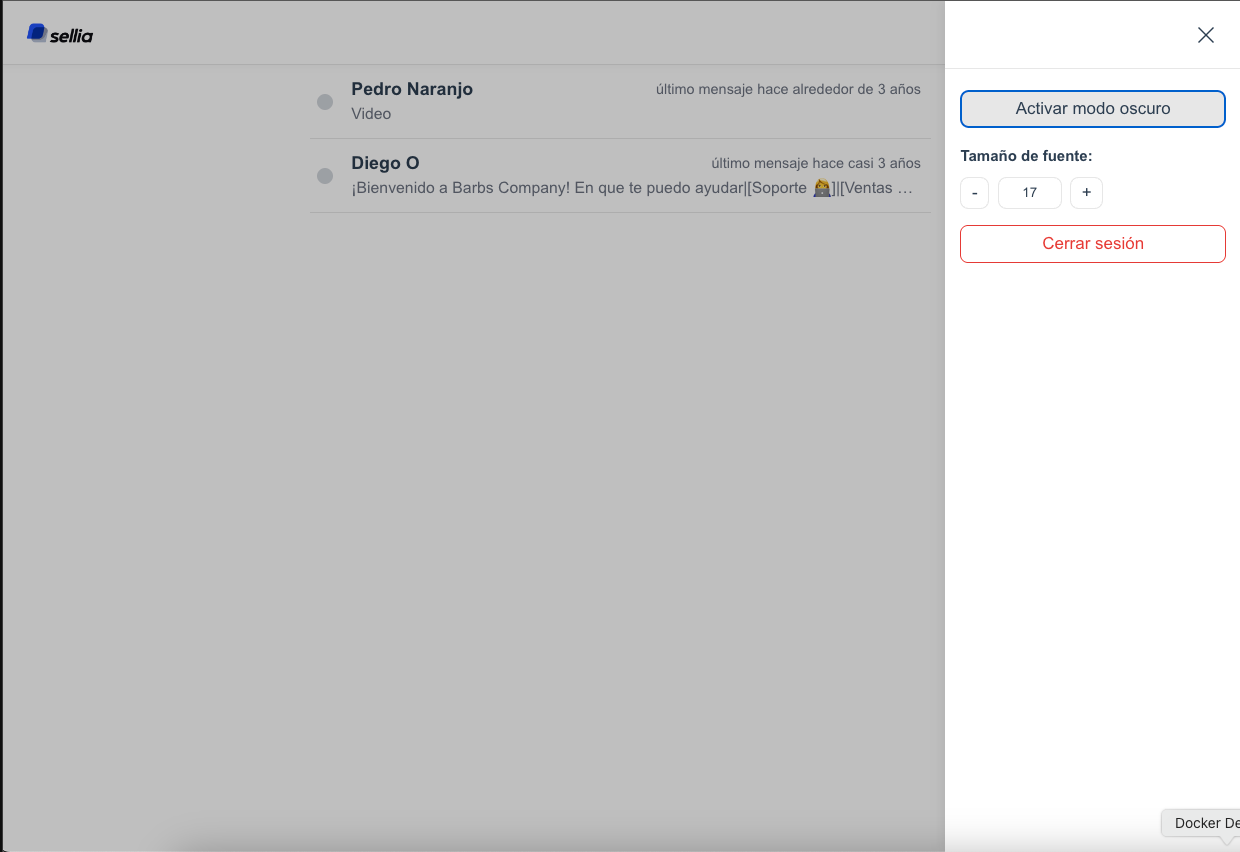 sellia
Pedro Naranjo
último mensaje hace alrededor de 3 años
Video
Diego O
último mensaje hace casi 3 años
¡Bienvenido a Barbs Company! En que te puedo ayudar|[Soporte 🙍]|[Ventas …
Activar modo oscuro
Tamaño de fuente:
- 17 +
Cerrar sesión
Docker De